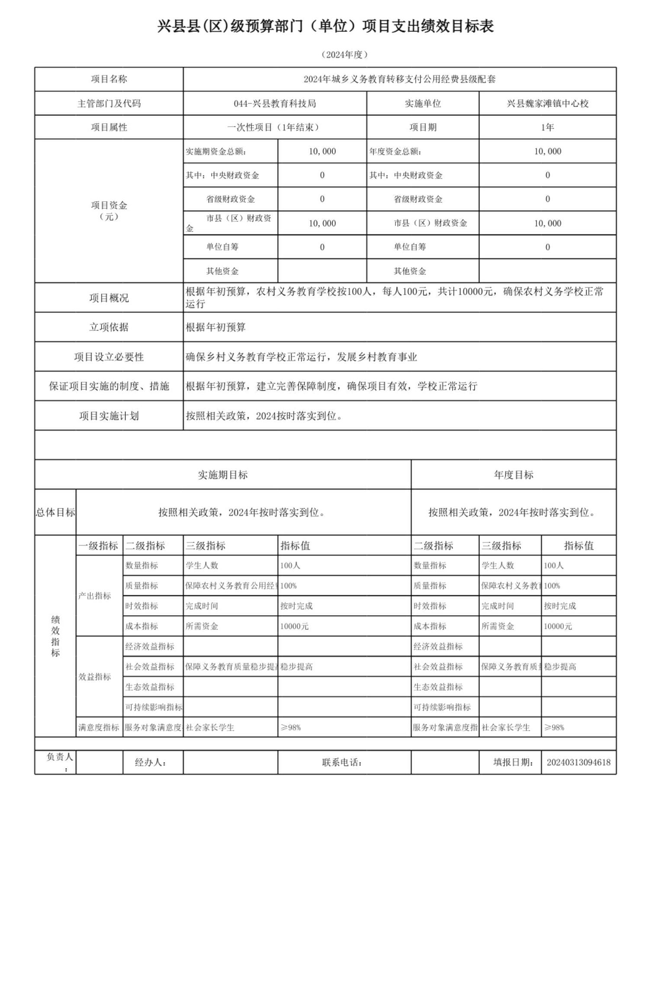 兴县县(区)级预算部门（单位）项目支出绩效目标表
（2024年度）
项目名称 2024年城乡义务教育转移支付公用经费县级配套
主管部门及代码 044-兴县教育科技局 实施单位 兴县魏家滩镇中心校
项目属性 一次性项目（1年结束） 项目期 1年
项目资金
（元）
实施期资金总额： 10,000 年度资金总额： 10,000
其中：中央财政资金 0 其中：中央财政资金 0
省级财政资金 0 省级财政资金 0
市县（区）财政资
金 10,000 市县（区）财政资金 10,000
单位自筹 0 单位自筹 0
其他资金 其他资金
项目概况 根据年初预算，农村义务教育学校按100人，每人100元，共计10000元，确保农村义务学校正常
运行
立项依据 根据年初预算
项目设立必要性 确保乡村义务教育学校正常运行，发展乡村教育事业
保证项目实施的制度、措施 根据年初预算，建立完善保障制度，确保项目有效，学校正常运行
项目实施计划 按照相关政策，2024按时落实到位。
实施期目标 年度目标
总体目标 按照相关政策，2024年按时落实到位。 按照相关政策，2024年按时落实到位。
绩
效
指
标
一级指标 二级指标 三级指标 指标值 二级指标 三级指标 指标值
产出指标
数量指标 学生人数 100人 数量指标 学生人数 100人
质量指标 保障农村义务教育公用经 100% 质量指标 保障农村义务教 100%
时效指标 完成时间 按时完成 时效指标 完成时间 按时完成
成本指标 所需资金 10000元 成本指标 所需资金 10000元
效益指标
经济效益指标 经济效益指标
社会效益指标 保障义务教育质量稳步提 稳步提高 社会效益指标 保障义务教育质 稳步提高
生态效益指标 生态效益指标
可持续影响指标 可持续影响指标
满意度指标 服务对象满意度 社会家长学生 ≥98% 服务对象满意度指 社会家长学生 ≥98%
负责人
： 经办人： 联系电话： 填报日期： 20240313094618